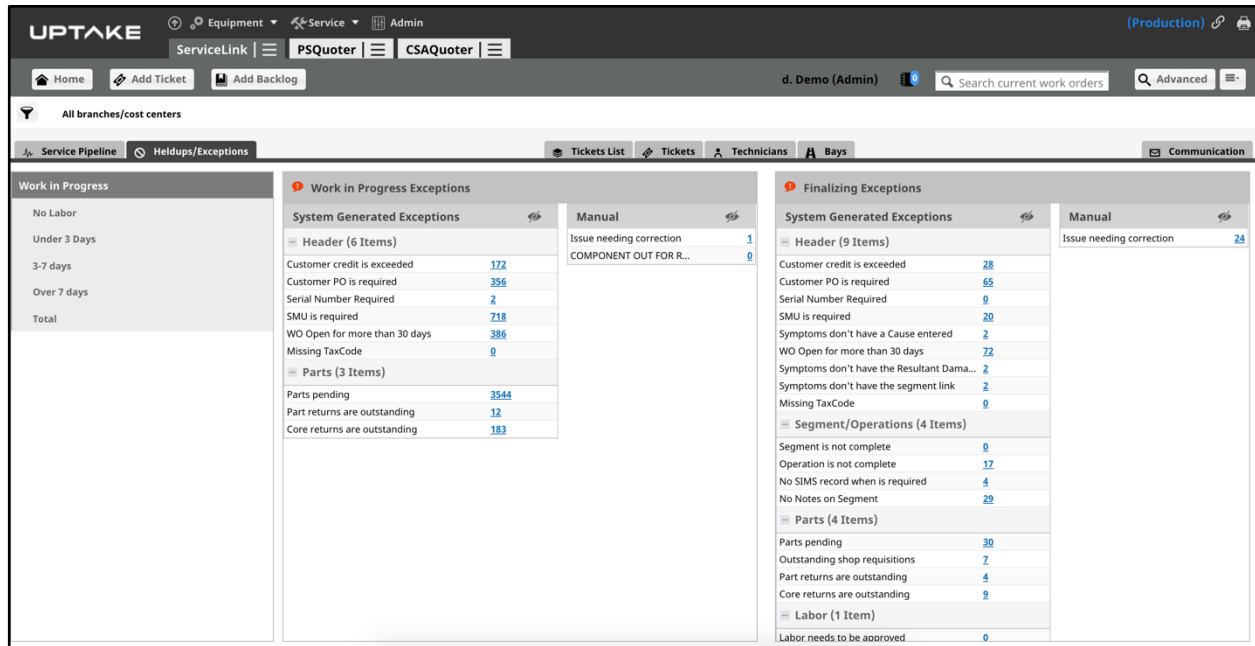 UPTAKE
Equipment Service Admin
(Production)
ServiceLink PSQuoter CSAQuoter
Home Add Ticket Add Backlog
d. Demo (Admin) 0 Search current work orders Advanced
All branches/cost centers
Service Pipeline Heldups/Exceptions Tickets List Tickets Technicians Bays Communication
Work in Progress
No Labor
Under 3 Days
3-7 days
Over 7 days
Total
Work in Progress Exceptions
System Generated Exceptions
Header (6 Items)
Customer credit is exceeded 172
Customer PO is required 356
Serial Number Required 2
SMU is required 718
WO Open for more than 30 days 386
Missing TaxCode 0
Parts (3 Items)
Parts pending 3544
Part returns are outstanding 12
Core returns are outstanding 183
Manual
Issue needing correction 1
COMPONENT OUT FOR R... 0
Finalizing Exceptions
System Generated Exceptions
Header (9 Items)
Customer credit is exceeded 28
Customer PO is required 65
Serial Number Required 0
SMU is required 20
Symptoms don't have a Cause entered 2
WO Open for more than 30 days 72
Symptoms don't have the Resultant Dama... 2
Symptoms don't have the segment link 2
Missing TaxCode 0
Segment/Operations (4 Items)
Segment is not complete 0
Operation is not complete 17
No SIMS record when is required 4
No Notes on Segment 29
Parts (4 Items)
Parts pending 30
Outstanding shop requisitions 7
Part returns are outstanding 4
Core returns are outstanding 9
Labor (1 Item)
Labor needs to be approved 0
Manual
Issue needing correction 24